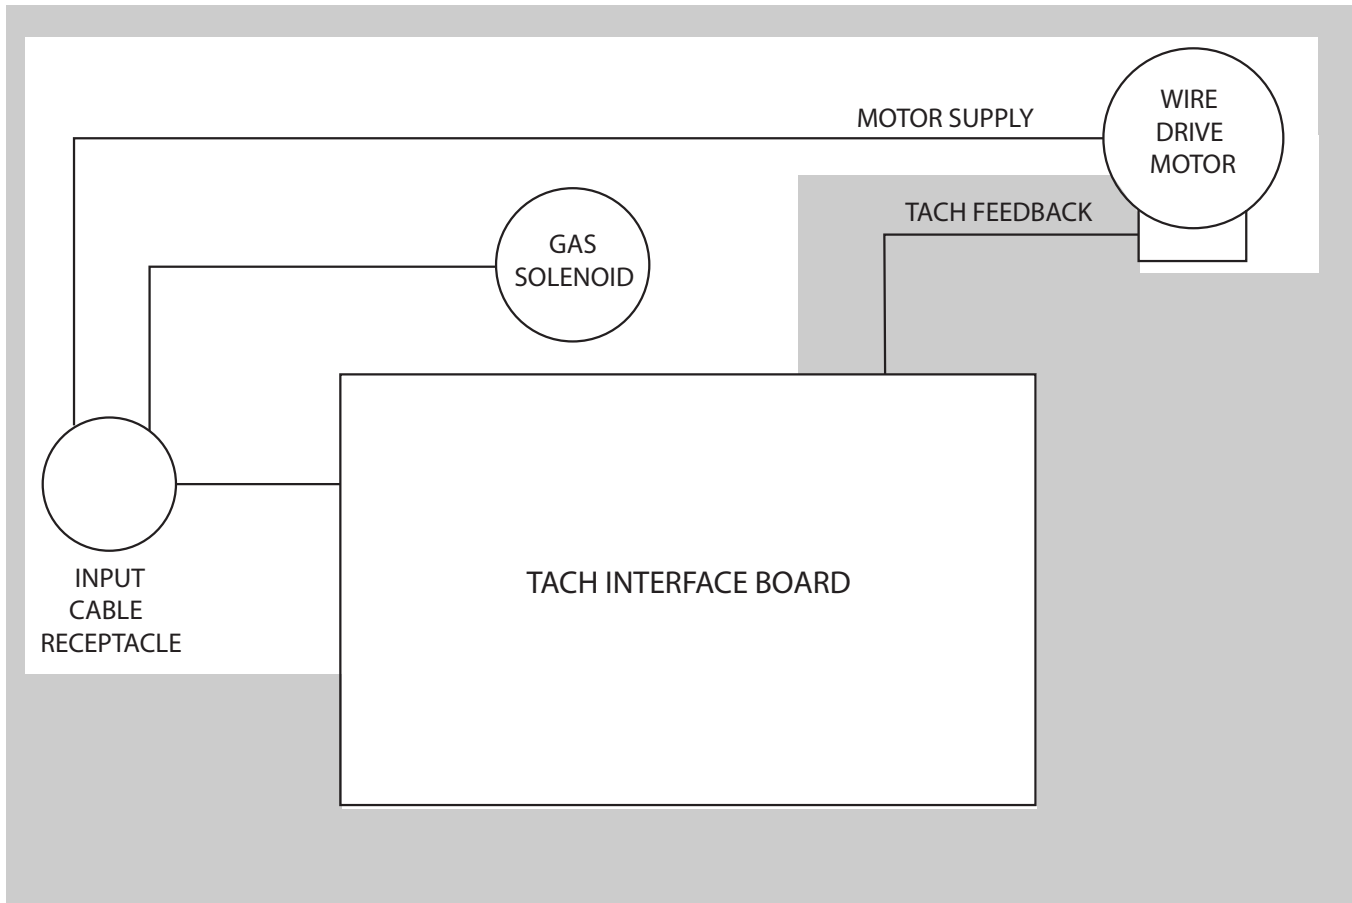 WIRE
DRIVE
MOTOR
MOTOR SUPPLY
TACH FEEDBACK
GAS
SOLENOID
INPUT
CABLE
RECEPTACLE
TACH INTERFACE BOARD